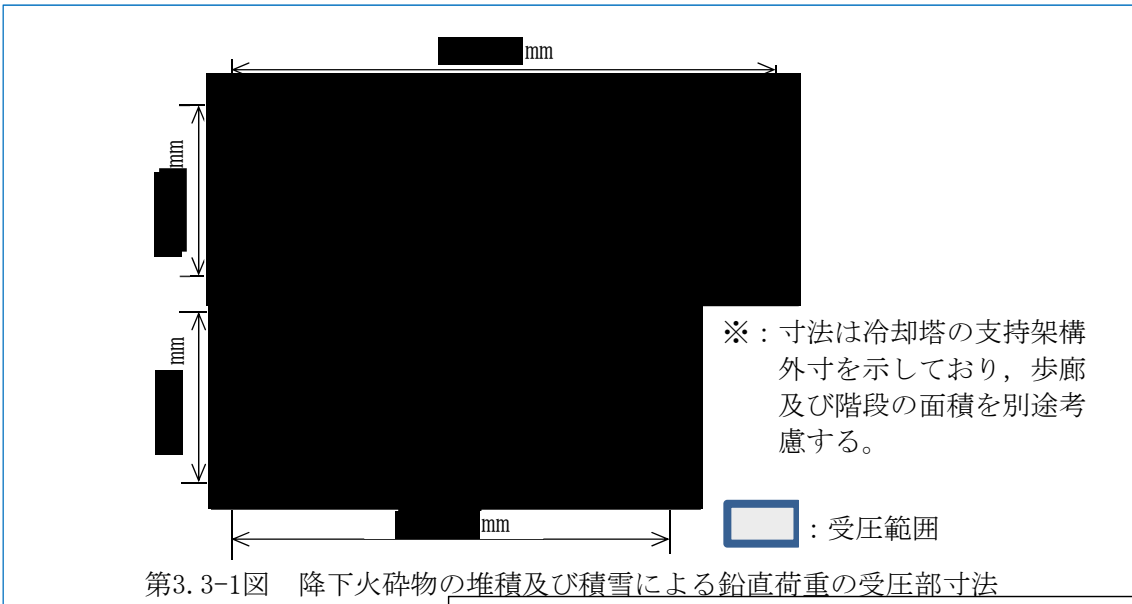 mm
mm
mm
※：寸法は冷却塔の支持架構
外寸を示しており，歩廊
及び階段の面積を別途考
慮する。
：受圧範囲
mm
第3.3-1図　降下火砕物の堆積及び積雪による鉛直荷重の受圧部寸法